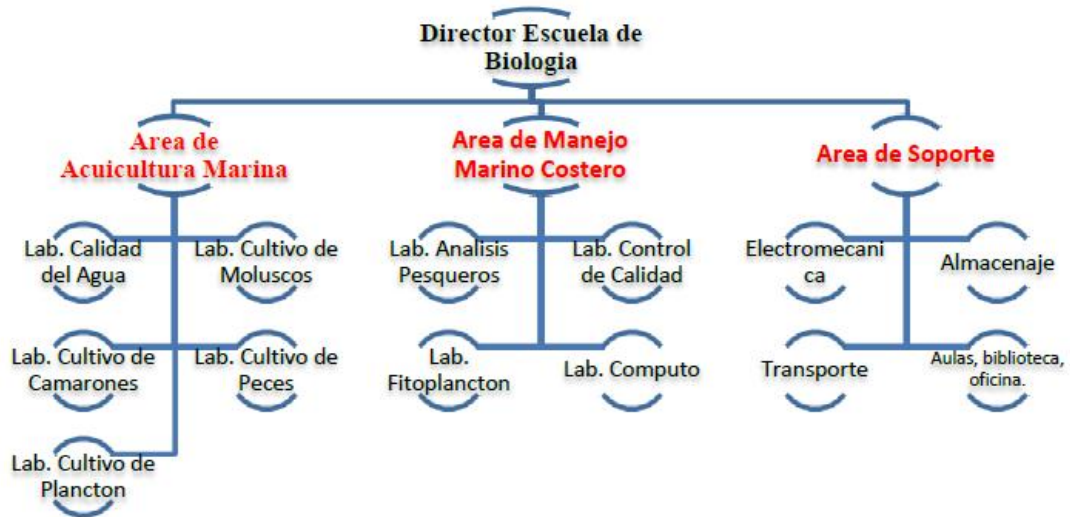 Director Escuela de
Biologia
Area de
Acuicultura Marina
Area de Manejo
Marino Costero
Area de Soporte
Lab. Calidad
del Agua
Lab. Cultivo de
Moluscos
Lab. Analisis
Pesqueros
Lab. Control
de Calidad
Electromecani
ca
Almacenaje
Lab. Cultivo de
Camarones
Lab. Cultivo de
Peces
Lab.
Fitoplancton
Lab. Computo
Transporte
Aulas, biblioteca,
oficina.
Lab. Cultivo de
Plancton